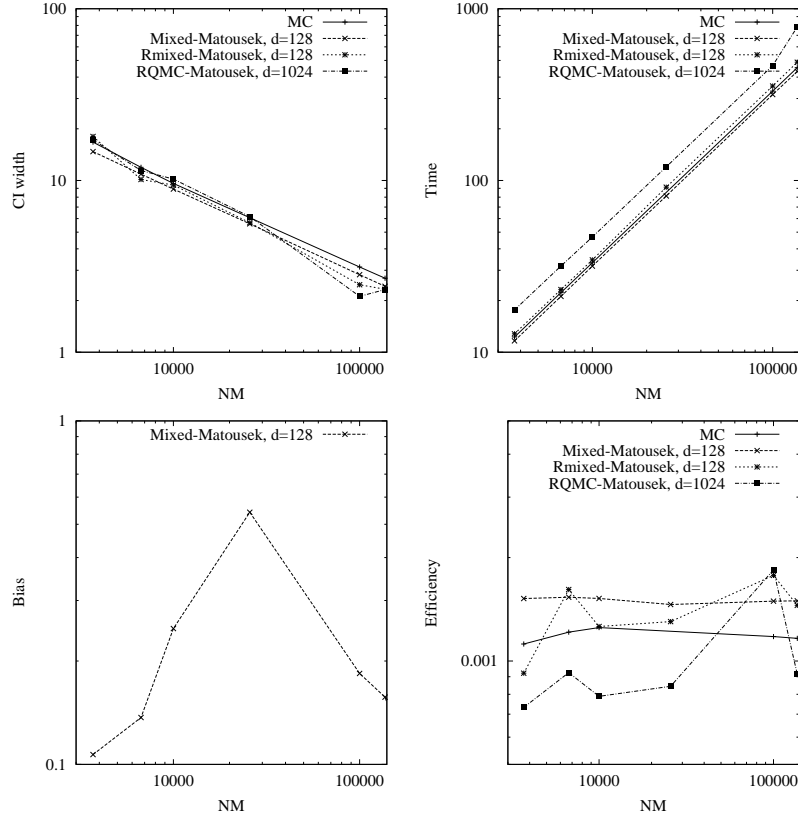 100
10
1
CI width
10000
100000
NM
MC
Mixed-Matousek, d=128
Rmixed-Matousek, d=128
RQMC-Matousek, d=1024
1000
100
10
Time
10000
100000
NM
MC
Mixed-Matousek, d=128
Rmixed-Matousek, d=128
RQMC-Matousek, d=1024
1
0.1
Bias
10000
100000
NM
Mixed-Matousek, d=128
0.001
Efficiency
10000
100000
NM
MC
Mixed-Matousek, d=128
Rmixed-Matousek, d=128
RQMC-Matousek, d=1024